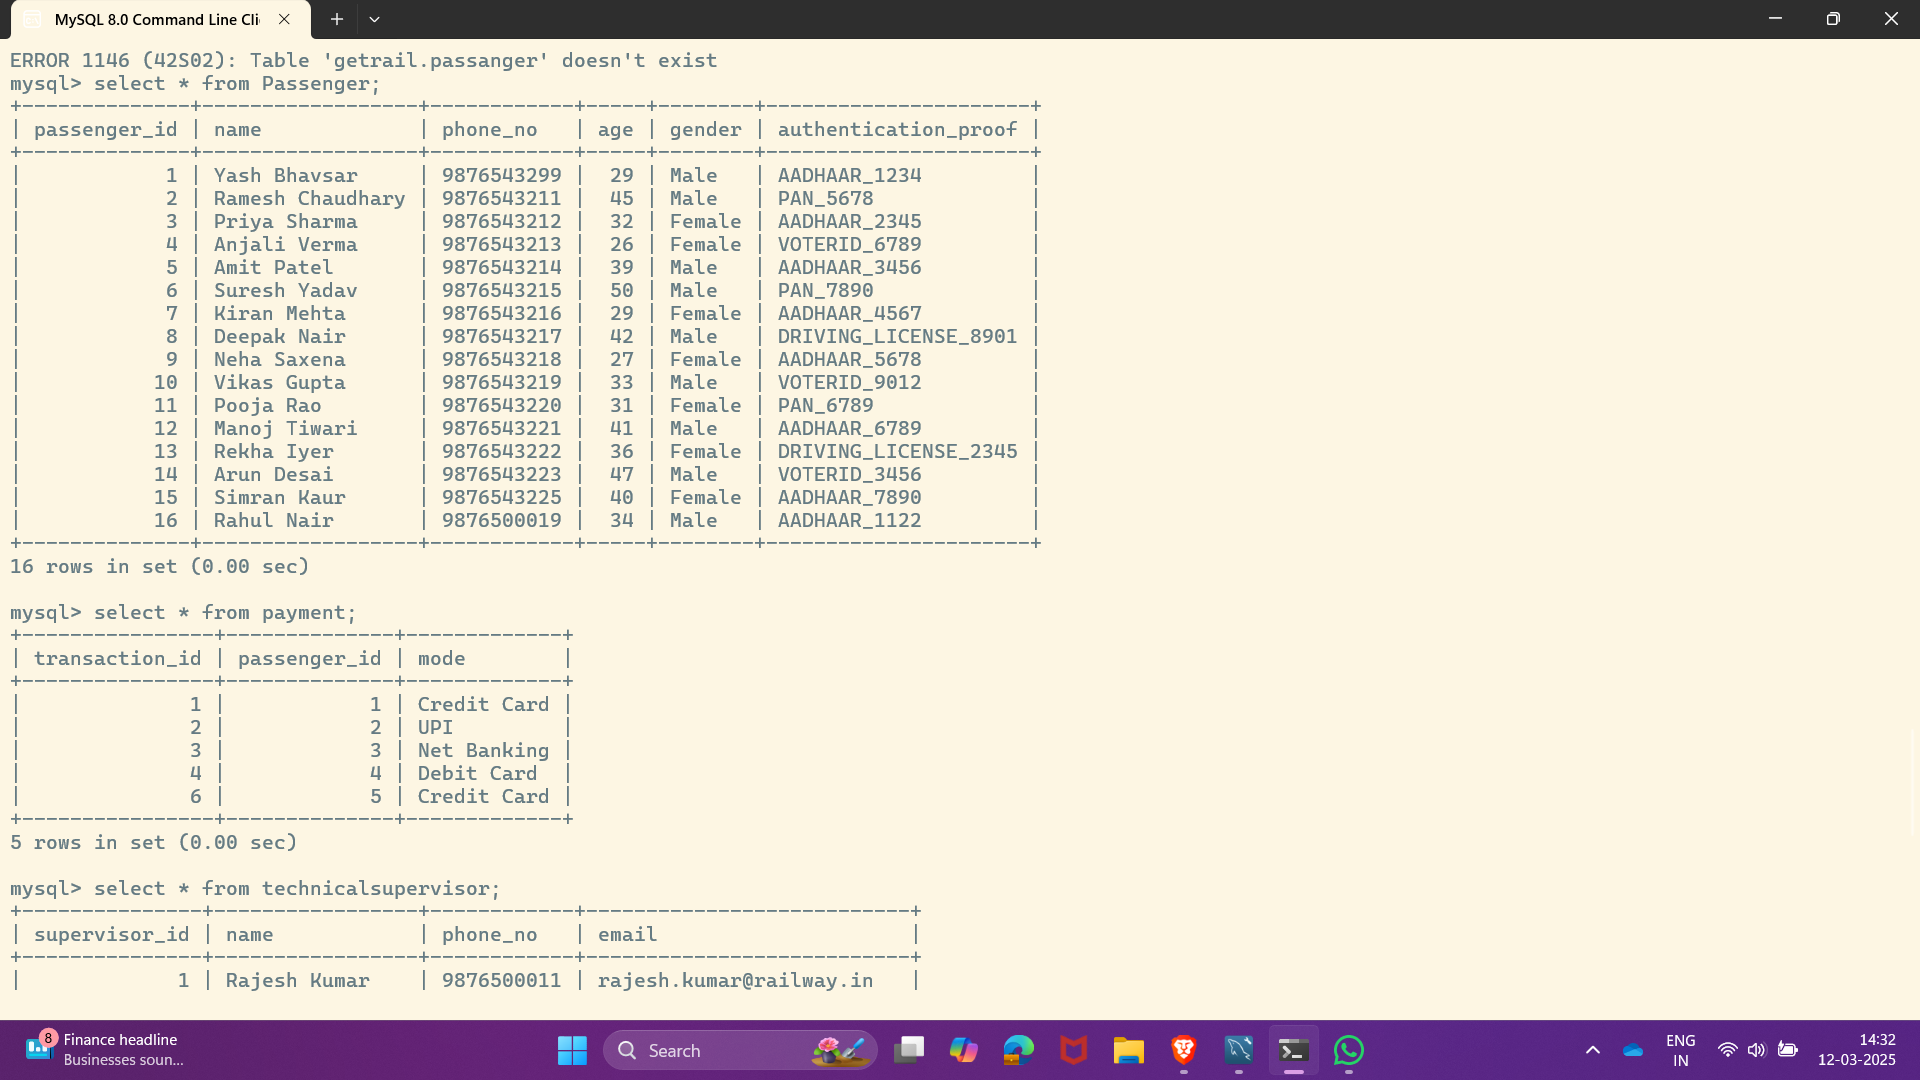 MySQL 8.0 Command Line Cli
ERROR 1146 (42S02): Table 'getrail.passanger' doesn't exist
mysql> select * from Passenger;
+--------------+------------------+------------+-----+--------+----------------------+
| passenger_id | name             | phone_no   | age | gender | authentication_proof |
+--------------+------------------+------------+-----+--------+----------------------+
|            1 | Yash Bhavsar     | 9876543299 |  29 | Male   | AADHAAR_1234         |
|            2 | Ramesh Chaudhary | 9876543211 |  45 | Male   | PAN_5678             |
|            3 | Priya Sharma     | 9876543212 |  32 | Female | AADHAAR_2345         |
|            4 | Anjali Verma     | 9876543213 |  26 | Female | VOTERID_6789         |
|            5 | Amit Patel       | 9876543214 |  39 | Male   | AADHAAR_3456         |
|            6 | Suresh Yadav     | 9876543215 |  50 | Male   | PAN_7890             |
|            7 | Kiran Mehta      | 9876543216 |  29 | Female | AADHAAR_4567         |
|            8 | Deepak Nair      | 9876543217 |  42 | Male   | DRIVING_LICENSE_8901 |
|            9 | Neha Saxena      | 9876543218 |  27 | Female | AADHAAR_5678         |
|           10 | Vikas Gupta      | 9876543219 |  33 | Male   | VOTERID_9012         |
|           11 | Pooja Rao        | 9876543220 |  31 | Female | PAN_6789             |
|           12 | Manoj Tiwari     | 9876543221 |  41 | Male   | AADHAAR_6789         |
|           13 | Rekha Iyer       | 9876543222 |  36 | Female | DRIVING_LICENSE_2345 |
|           14 | Arun Desai       | 9876543223 |  47 | Male   | VOTERID_3456         |
|           15 | Simran Kaur      | 9876543225 |  40 | Female | AADHAAR_7890         |
|           16 | Rahul Nair       | 9876500019 |  34 | Male   | AADHAAR_1122         |
+--------------+------------------+------------+-----+--------+----------------------+
16 rows in set (0.00 sec)
mysql> select * from payment;
+----------------+--------------+-------------+
| transaction_id | passenger_id | mode        |
+----------------+--------------+-------------+
|              1 |            1 | Credit Card |
|              2 |            2 | UPI         |
|              3 |            3 | Net Banking |
|              4 |            4 | Debit Card  |
|              6 |            5 | Credit Card |
+----------------+--------------+-------------+
5 rows in set (0.00 sec)
mysql> select * from technicalsupervisor;
+---------------+-----------------+------------+---------------------------+
| supervisor_id | name            | phone_no   | email                     |
+---------------+-----------------+------------+---------------------------+
|             1 | Rajesh Kumar    | 9876500011 | rajesh.kumar@railway.in   |
8
Finance headline
Businesses soun...
Search
ENG
IN
14:32
12-03-2025